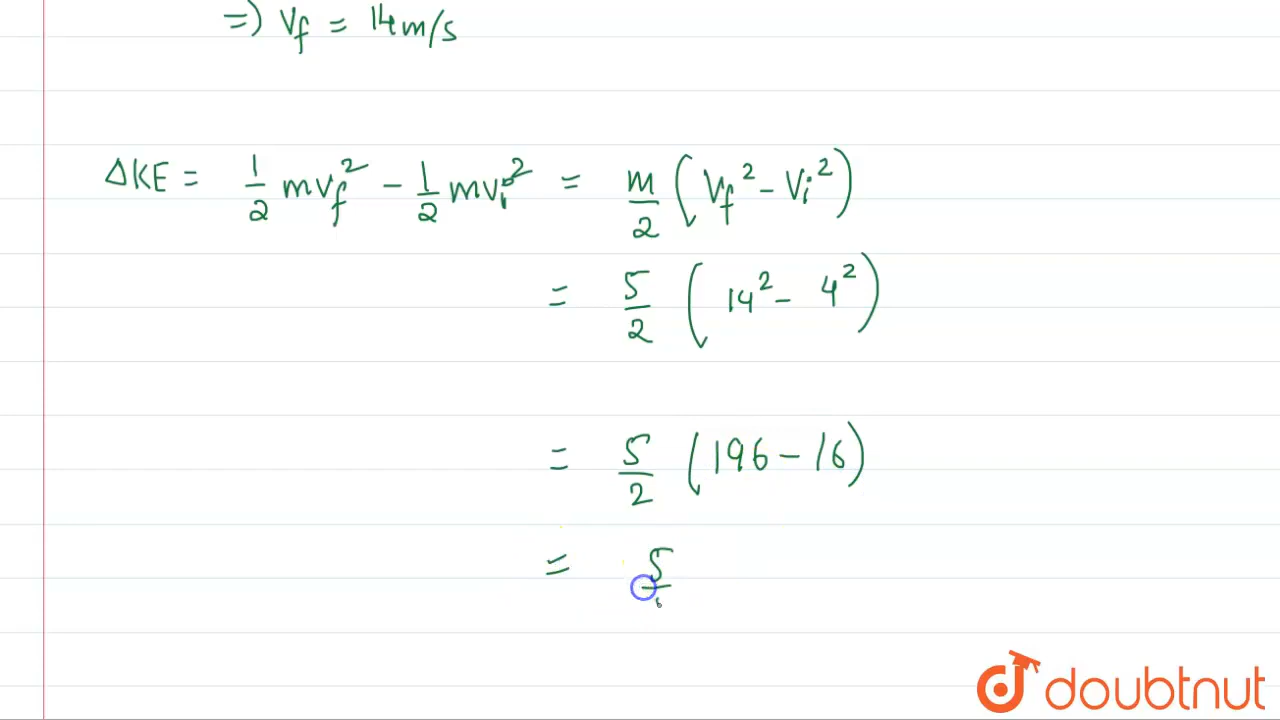 =) Vf = 14m/s
ΔKE = 1/2 mVf² - 1/2 mVi² = m/2 (Vf² - Vi²)
= 5/2 (14² - 4²)
= 5/2 (196 - 16)
= 5
doubtnut